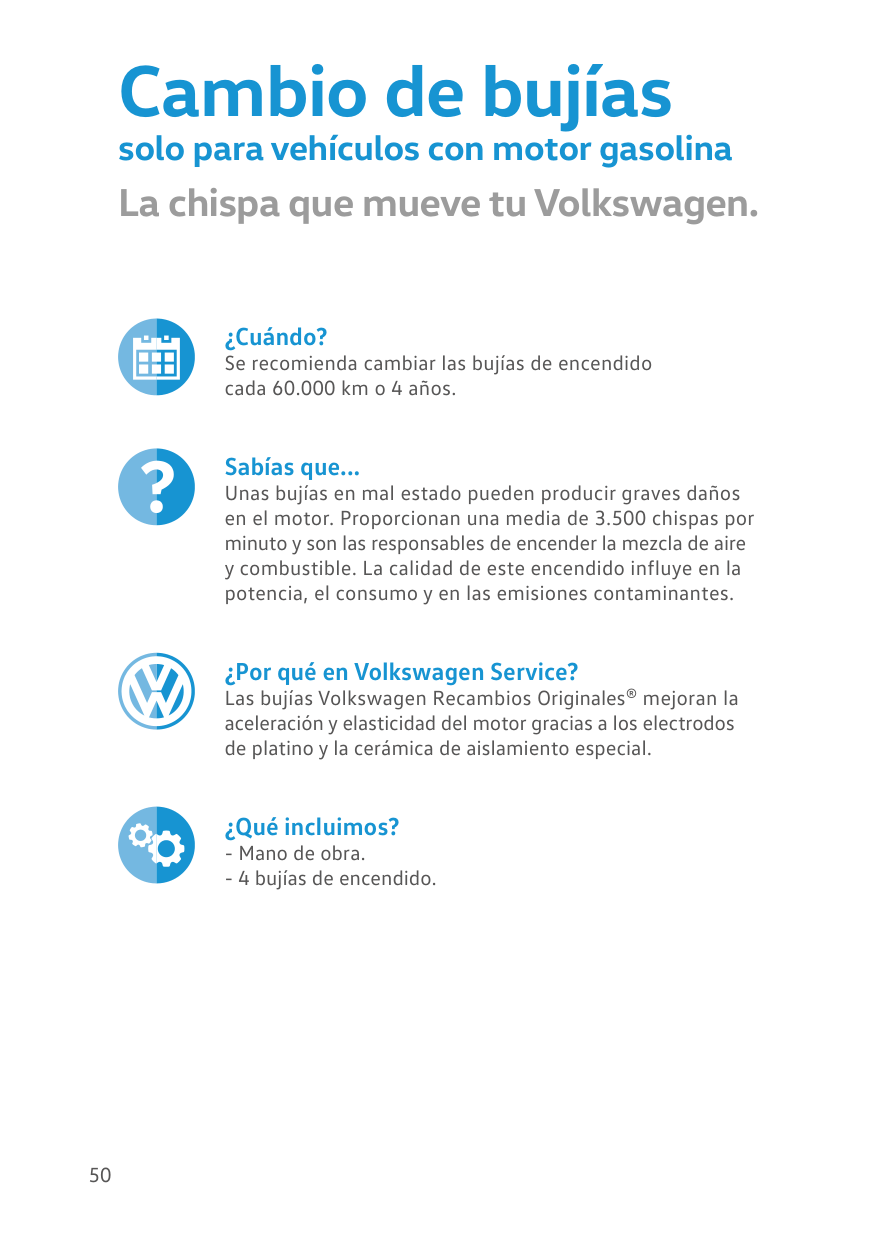 Cambio de bujías
solo para vehículos con motor gasolina
La chispa que mueve tu Volkswagen.
¿Cuándo?
Se recomienda cambiar las bujías de encendido
cada 60.000 km o 4 años.
?
Sabías que...
Unas bujías en mal estado pueden producir graves daños
en el motor. Proporcionan una media de 3.500 chispas por
minuto y son las responsables de encender la mezcla de aire
y combustible. La calidad de este encendido influye en la
potencia, el consumo y en las emisiones contaminantes.
¿Por qué en Volkswagen Service?
Las bujías Volkswagen Recambios Originales® mejoran la
aceleración y elasticidad del motor gracias a los electrodos
de platino y la cerámica de aislamiento especial.
¿Qué incluimos?
- Mano de obra.
- 4 bujías de encendido.
50